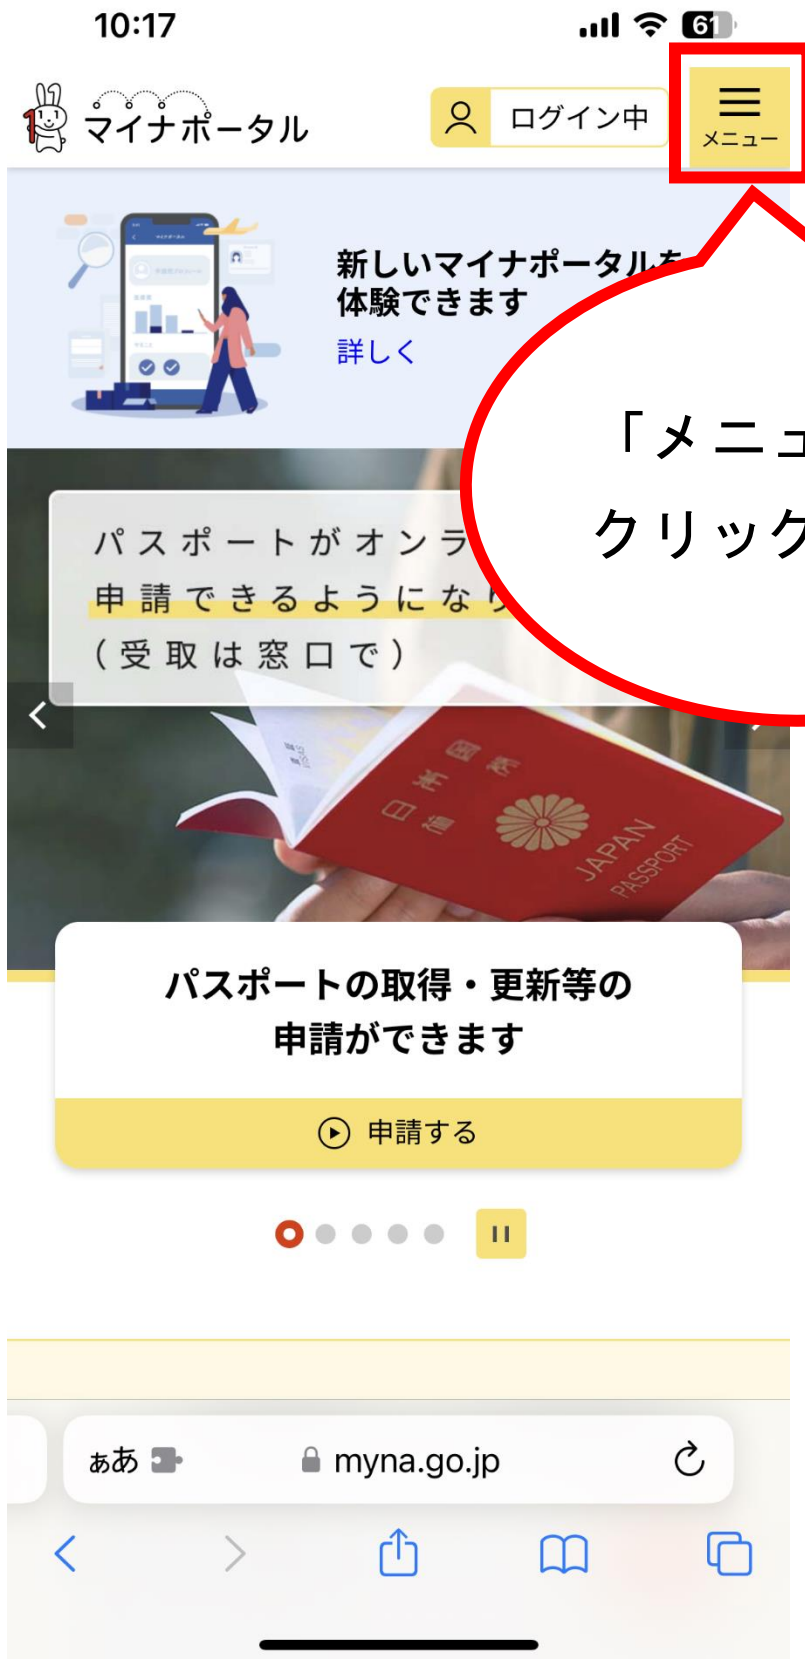 10:17
61
マイナポータル
ログイン中
メニュー
新しいマイナポータルを
体験できます
詳しく
「メニュ
クリック
パスポートがオンラ
申請できるようになり
(受取は窓口で)
日本国
旅券
JAPAN
PASSPORT
パスポートの取得・更新等の
申請ができます
申請する
ぁあ
myna.go.jp